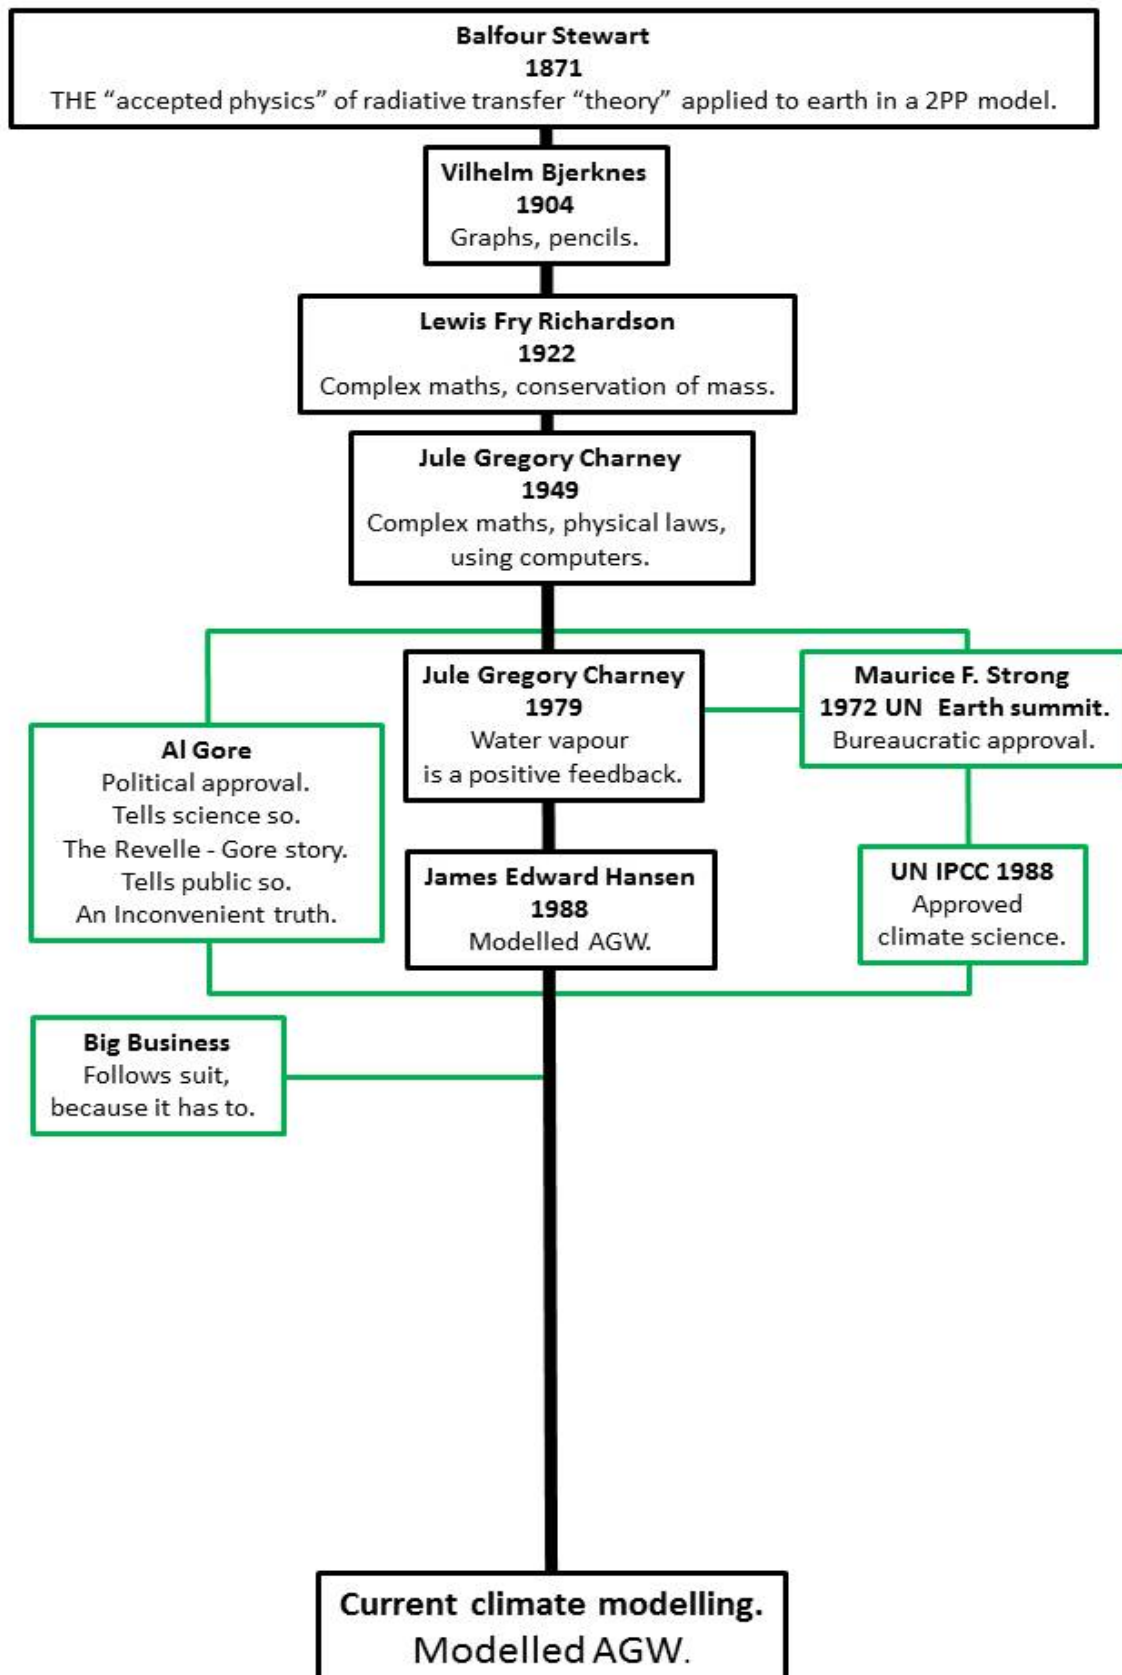 Balfour Stewart
1871
THE “accepted physics” of radiative transfer “theory” applied to earth in a 2PP model.
Vilhelm Bjerknes
1904
Graphs, pencils.
Lewis Fry Richardson
1922
Complex maths, conservation of mass.
Jule Gregory Charney
1949
Complex maths, physical laws,
using computers.
Jule Gregory Charney
1979
Water vapour
is a positive feedback.
Maurice F. Strong
1972 UN Earth summit.
Bureaucratic approval.
Al Gore
Political approval.
Tells science so.
The Revelle - Gore story.
Tells public so.
An Inconvenient truth.
James Edward Hansen
1988
Modelled AGW.
UN IPCC 1988
Approved
climate science.
Big Business
Follows suit,
because it has to.
Current climate modelling.
Modelled AGW.